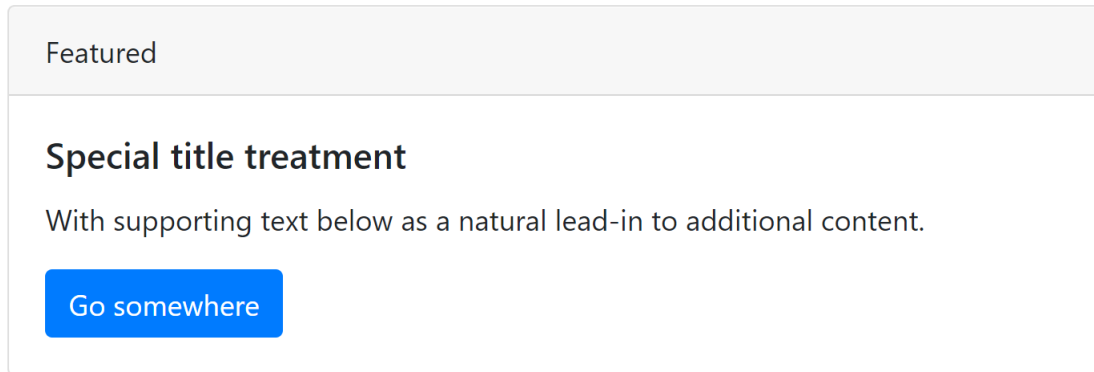 Featured
Special title treatment
With supporting text below as a natural lead-in to additional content.
Go somewhere